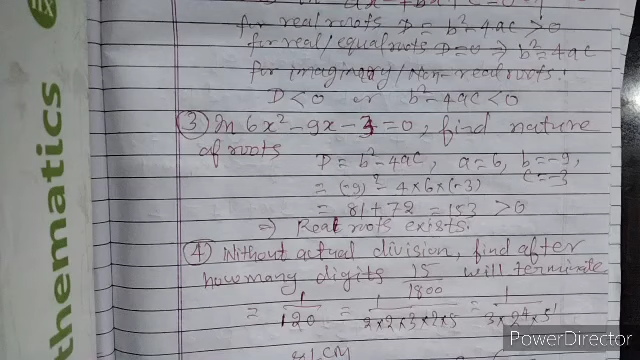 for real roots D = b² - 4ac > 0
for real/equal roots D=0 ⇒ b² = 4ac
for imaginary/Non-real roots:
D < 0 or b² - 4ac < 0
③ In 6x² - 9x - 3 = 0, find nature
of roots
D = b² - 4ac, a=6, b=-9,
= (-9)² - 4×6×(-3) c=-3
= 81 + 72 = 153 > 0
⇒ Real roots exists.
④ Without actual division, find after
how many digits 15/1800 will terminate
= 1/120 = 1/2×2×3×2×5 = 1/3×2⁴×5¹
thematics
PowerDirector